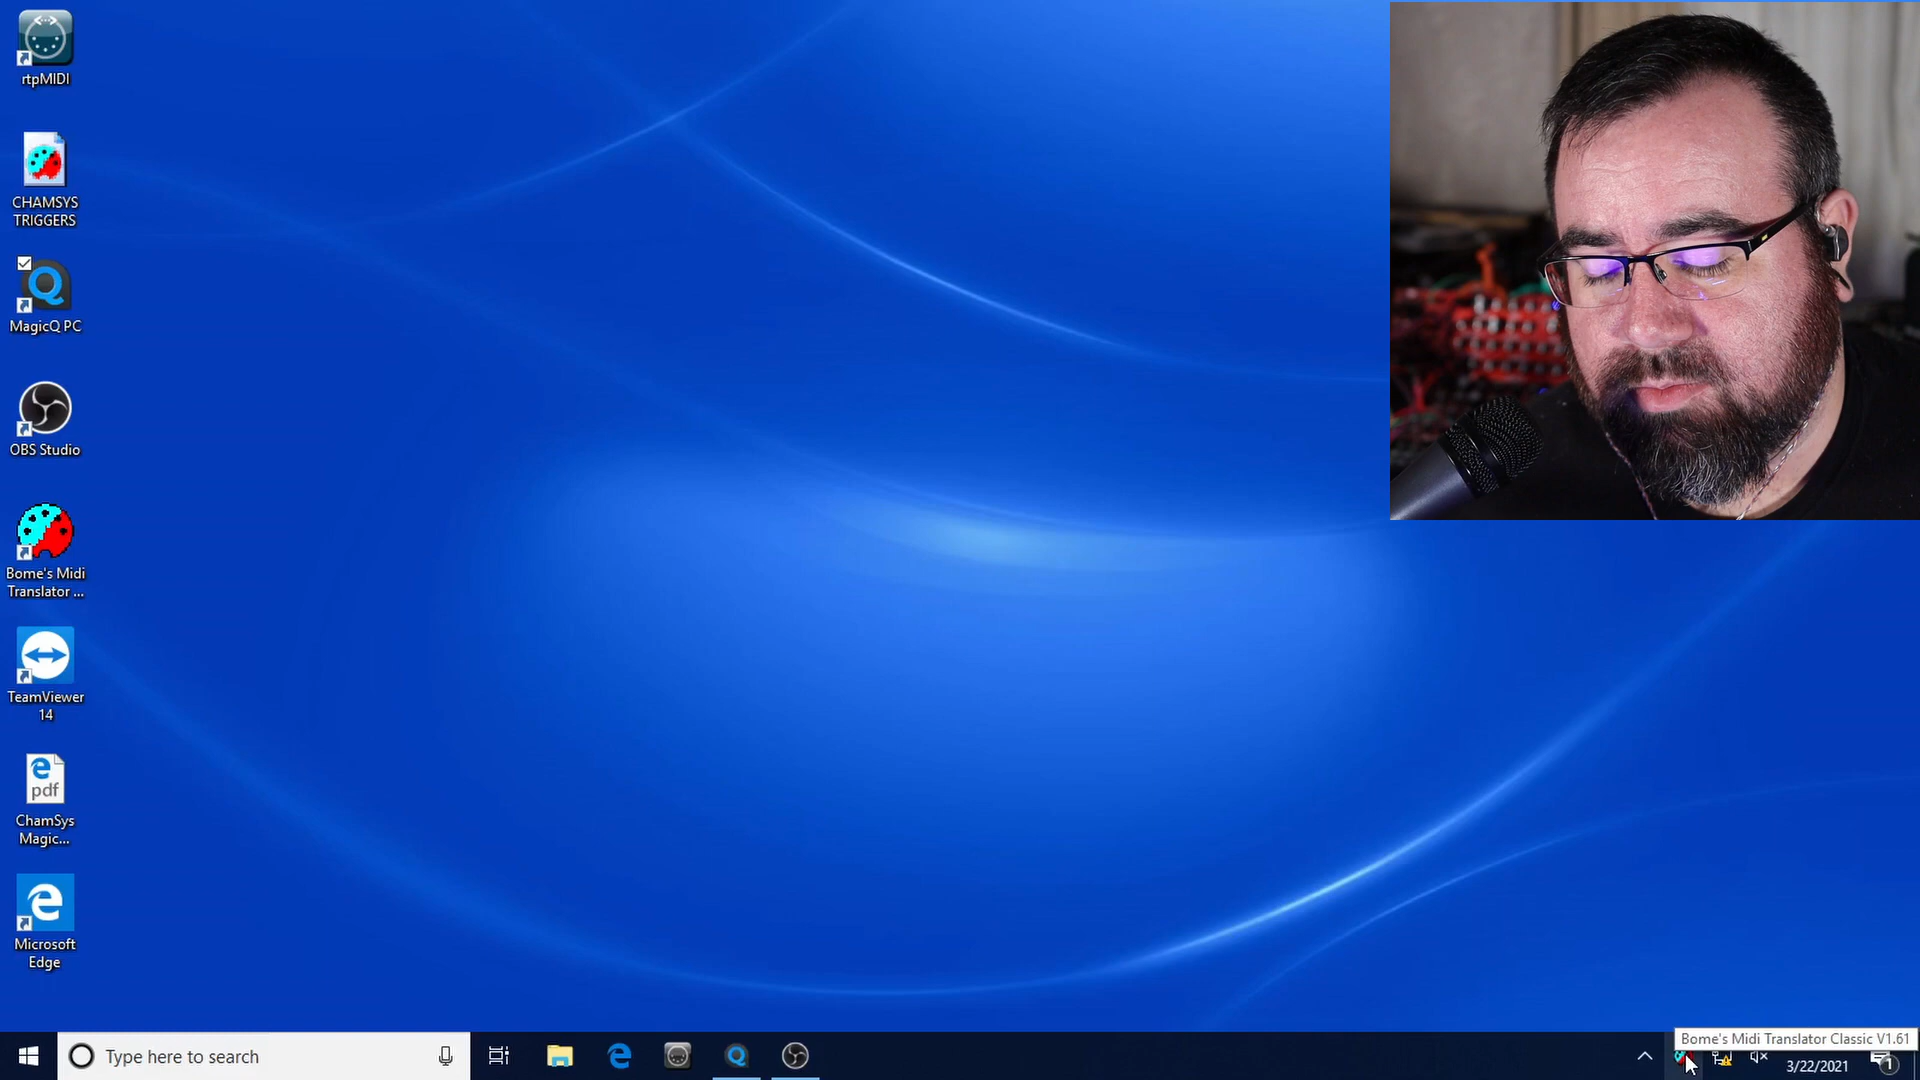 rtpMIDI
CHAMSYS
TRIGGERS
MagicQ PC
OBS Studio
Bome's Midi
Translator ...
TeamViewer
14
pdf
ChamSys
Magic...
Microsoft
Edge
Type here to search
Bome's Midi Translator Classic V1.61
3/22/2021
1